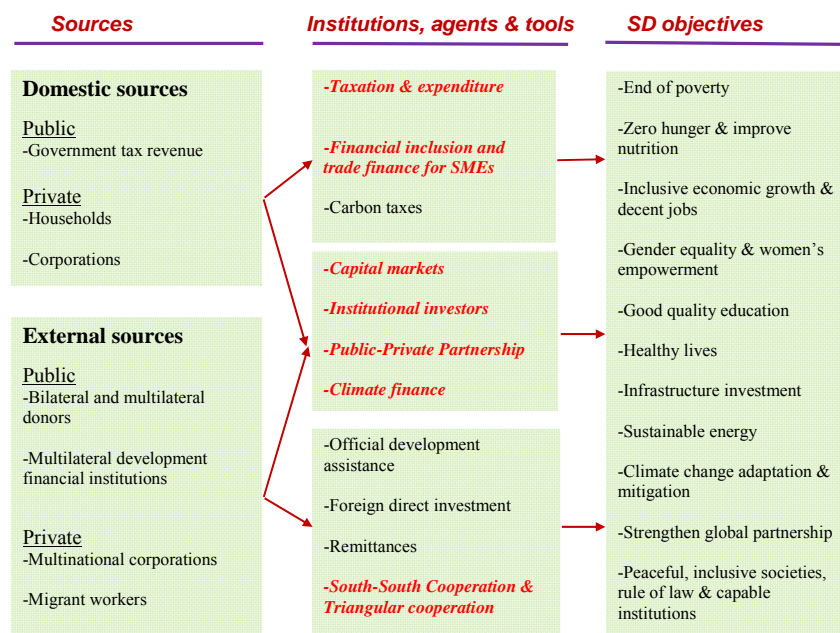 Sources
Institutions, agents & tools
SD objectives
Domestic sources
Public
-Government tax revenue
Private
-Households
-Corporations
External sources
Public
-Bilateral and multilateral
donors
-Multilateral development
financial institutions
Private
-Multinational corporations
-Migrant workers
-Taxation & expenditure
-Financial inclusion and
trade finance for SMEs
-Carbon taxes
-Capital markets
-Institutional investors
-Public-Private Partnership
-Climate finance
-Official development
assistance
-Foreign direct investment
-Remittances
-South-South Cooperation &
Triangular cooperation
-End of poverty
-Zero hunger & improve
nutrition
-Inclusive economic growth &
decent jobs
-Gender equality & women’s
empowerment
-Good quality education
-Healthy lives
-Infrastructure investment
-Sustainable energy
-Climate change adaptation &
mitigation
-Strengthen global partnership
-Peaceful, inclusive societies,
rule of law & capable
institutions